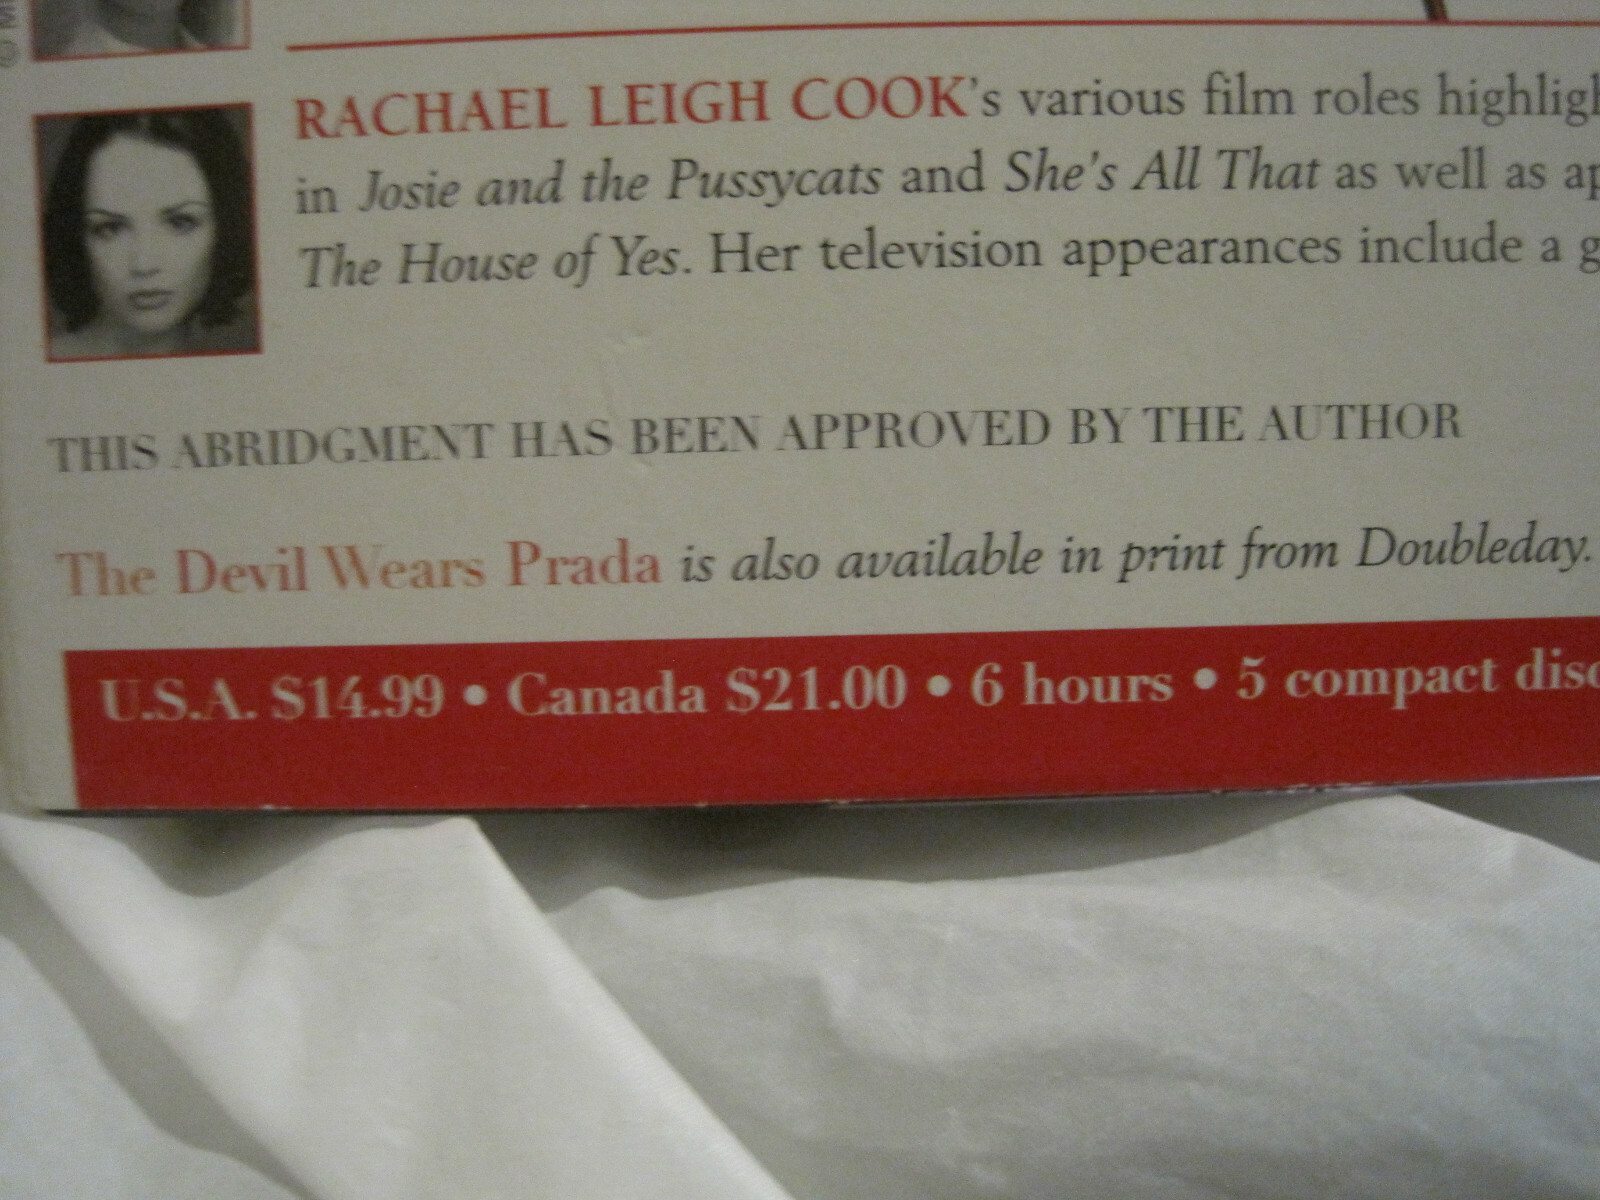 RACHAEL LEIGH COOK's various film roles highligh
in Josie and the Pussycats and She's All That as well as ap
The House of Yes. Her television appearances include a g
THIS ABRIDGMENT HAS BEEN APPROVED BY THE AUTHOR
The Devil Wears Prada is also available in print from Doubleday.
U.S.A. $14.99 • Canada $21.00 • 6 hours • 5 compact disc